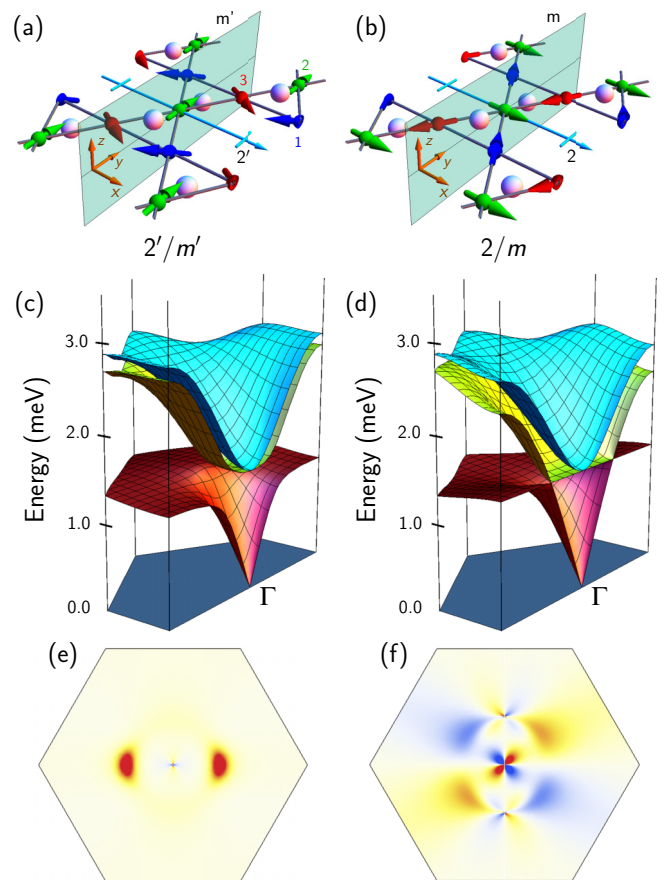 (a)
m'
2
3
1
2'
z
y
x
2'/m'
(b)
m
2
z
y
x
2/m
(c)
3.0
2.0
1.0
0.0
Energy (meV)
Γ
(d)
3.0
2.0
1.0
0.0
Energy (meV)
Γ
(e)
(f)